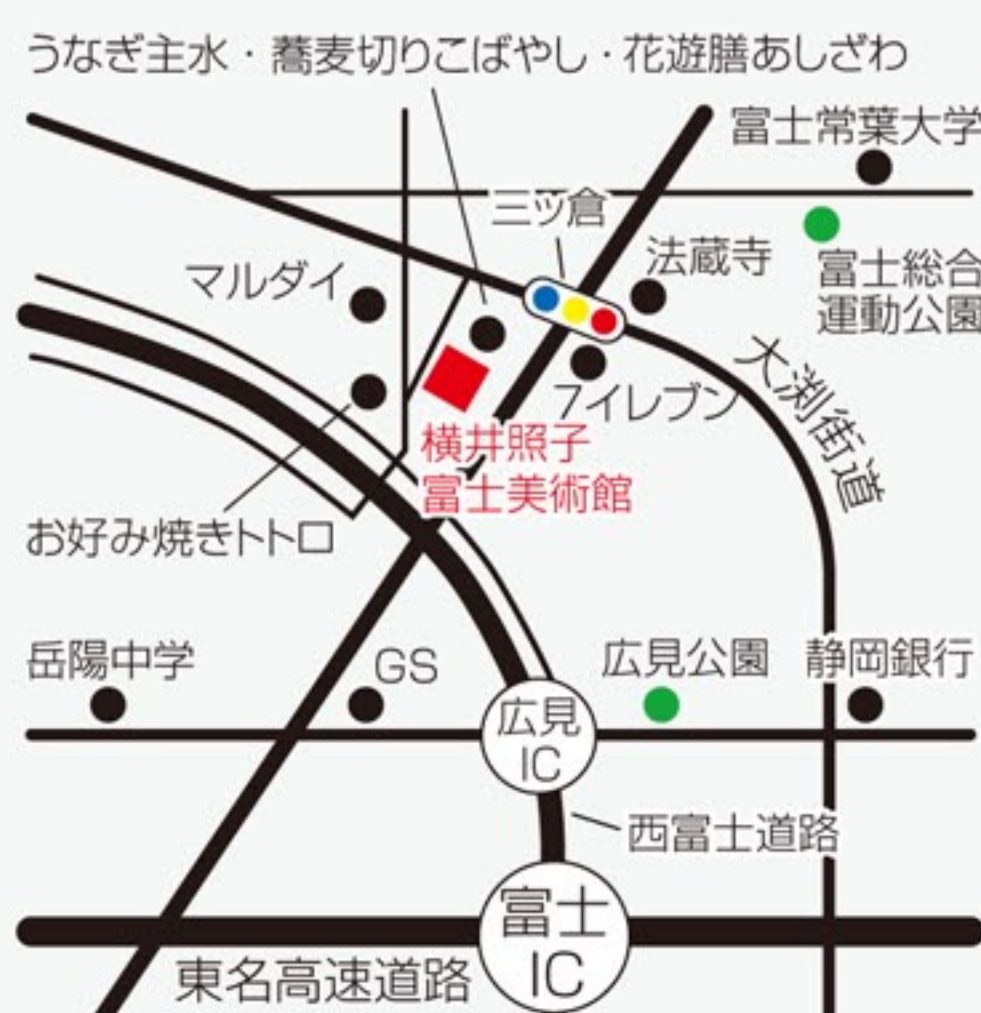 うなぎ主水・蕎麦切りこばやし・花遊膳あしざわ
富士常葉大学
三ツ倉
法蔵寺
マルダイ
富士総合
運動公園
7イレブン
大渕街道
横井照子
富士美術館
お好み焼きトトロ
岳陽中学
GS
広見公園
静岡銀行
広見
IC
西富士道路
富士
IC
東名高速道路